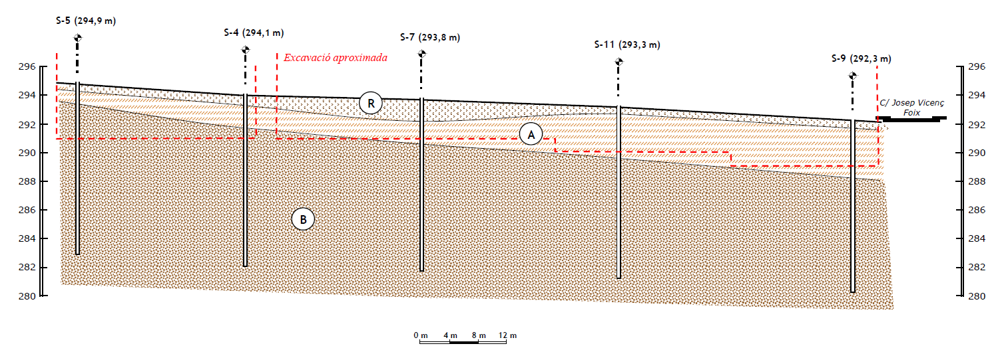 S-5 (294,9 m)
S-4 (294,1 m)
S-7 (293,8 m)
S-11 (293,3 m)
S-9 (292,3 m)
Excavació aproximada
296
294
292
290
288
286
284
282
280
R
A
B
C/ Josep Vicenç
Foix
296
294
292
290
288
286
284
282
280
0 m 4 m 8 m 12 m